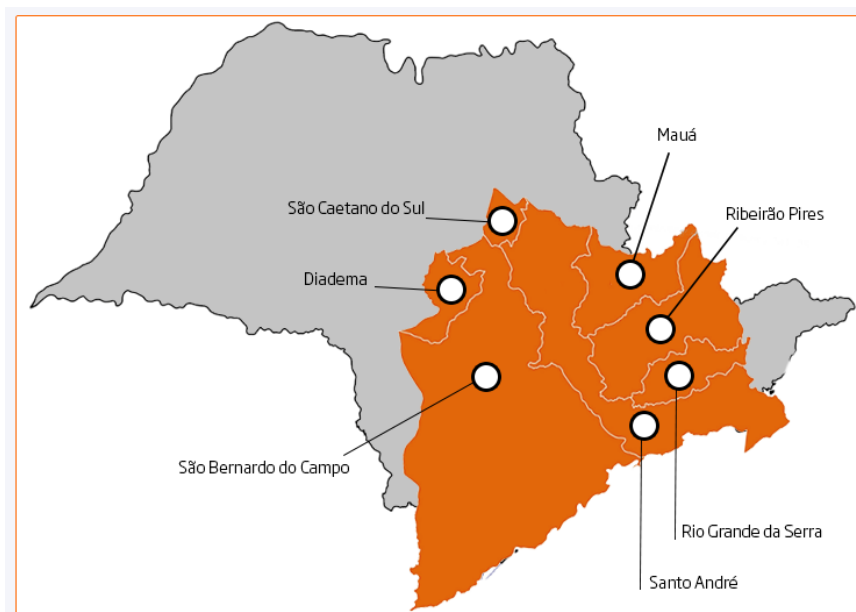 Mauá
São Caetano do Sul
Ribeirão Pires
Diadema
São Bernardo do Campo
Rio Grande da Serra
Santo André